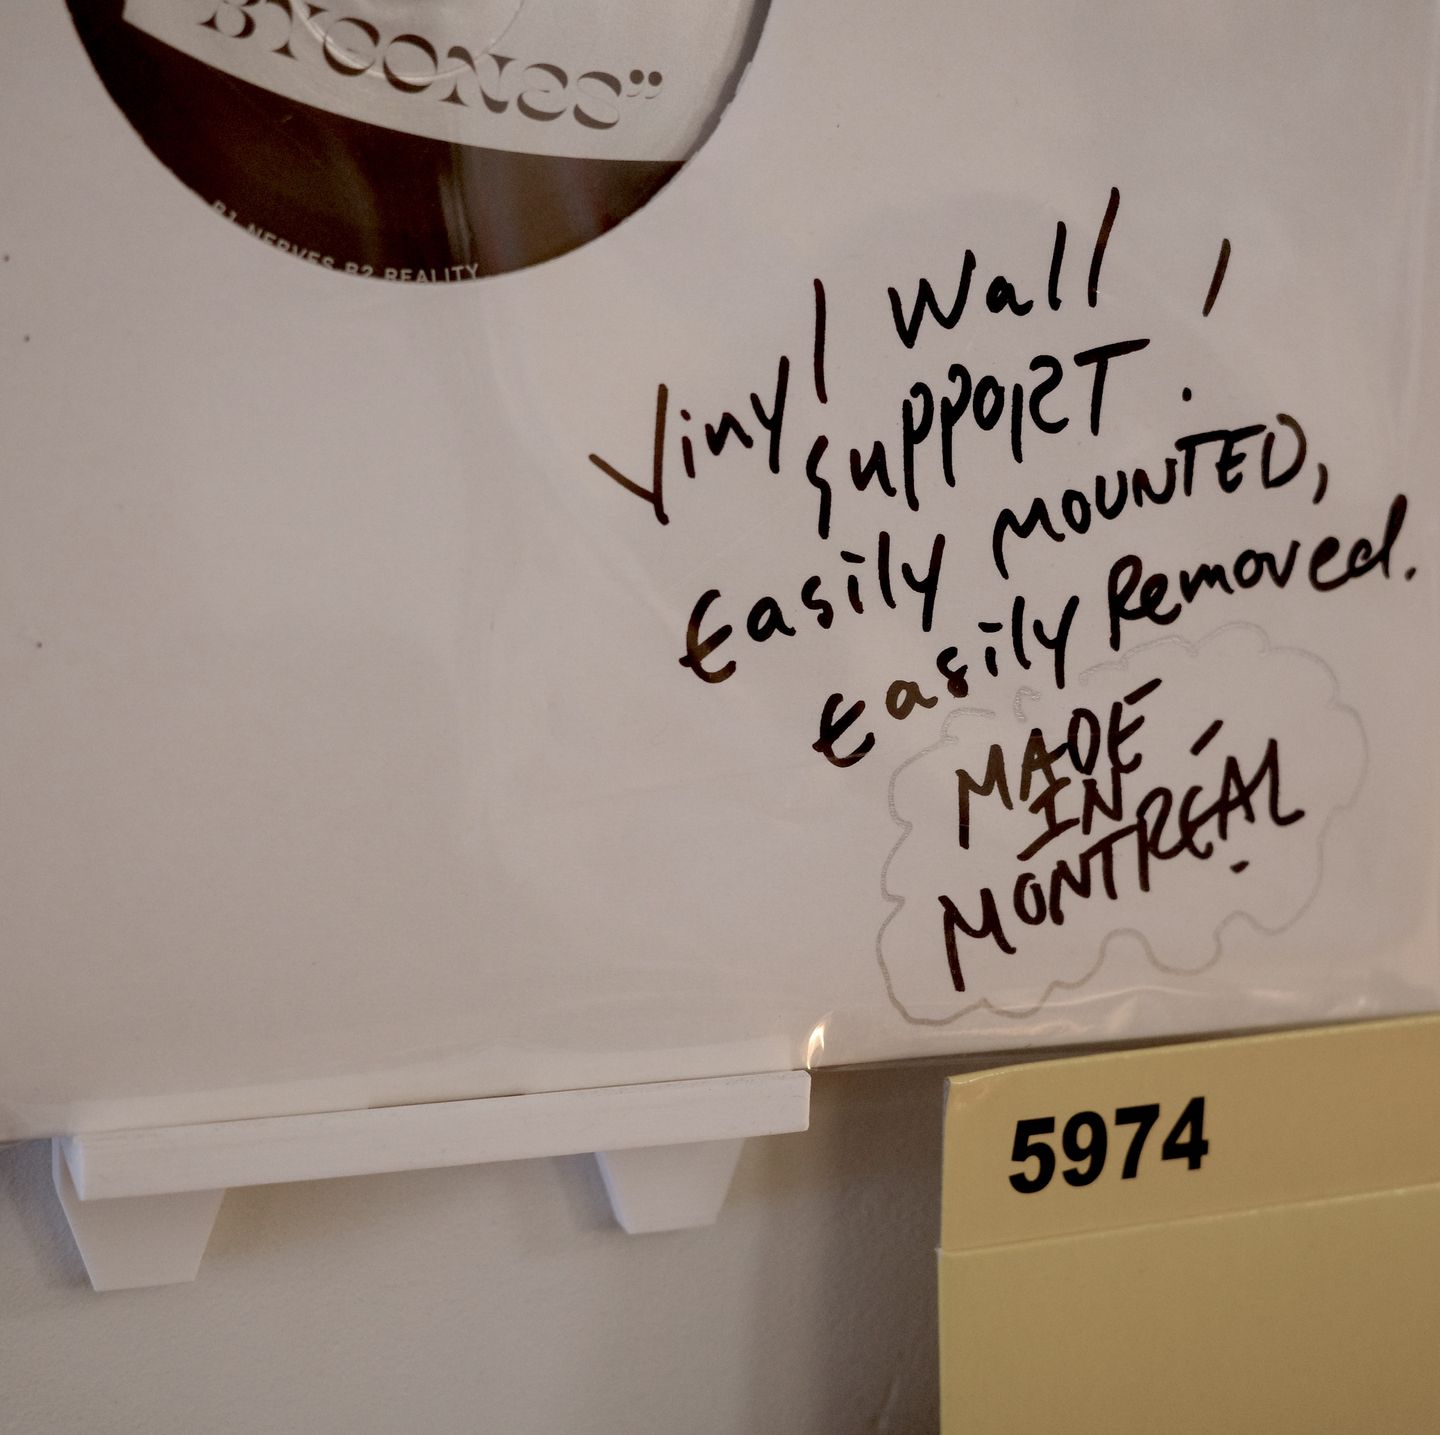 BYGONES”
B1 NERVES B2 REALITY
Vinyl Wall
support !
Easily MOUNTED,
Easily Removed.
MADE
IN
MONTRÉAL
5974